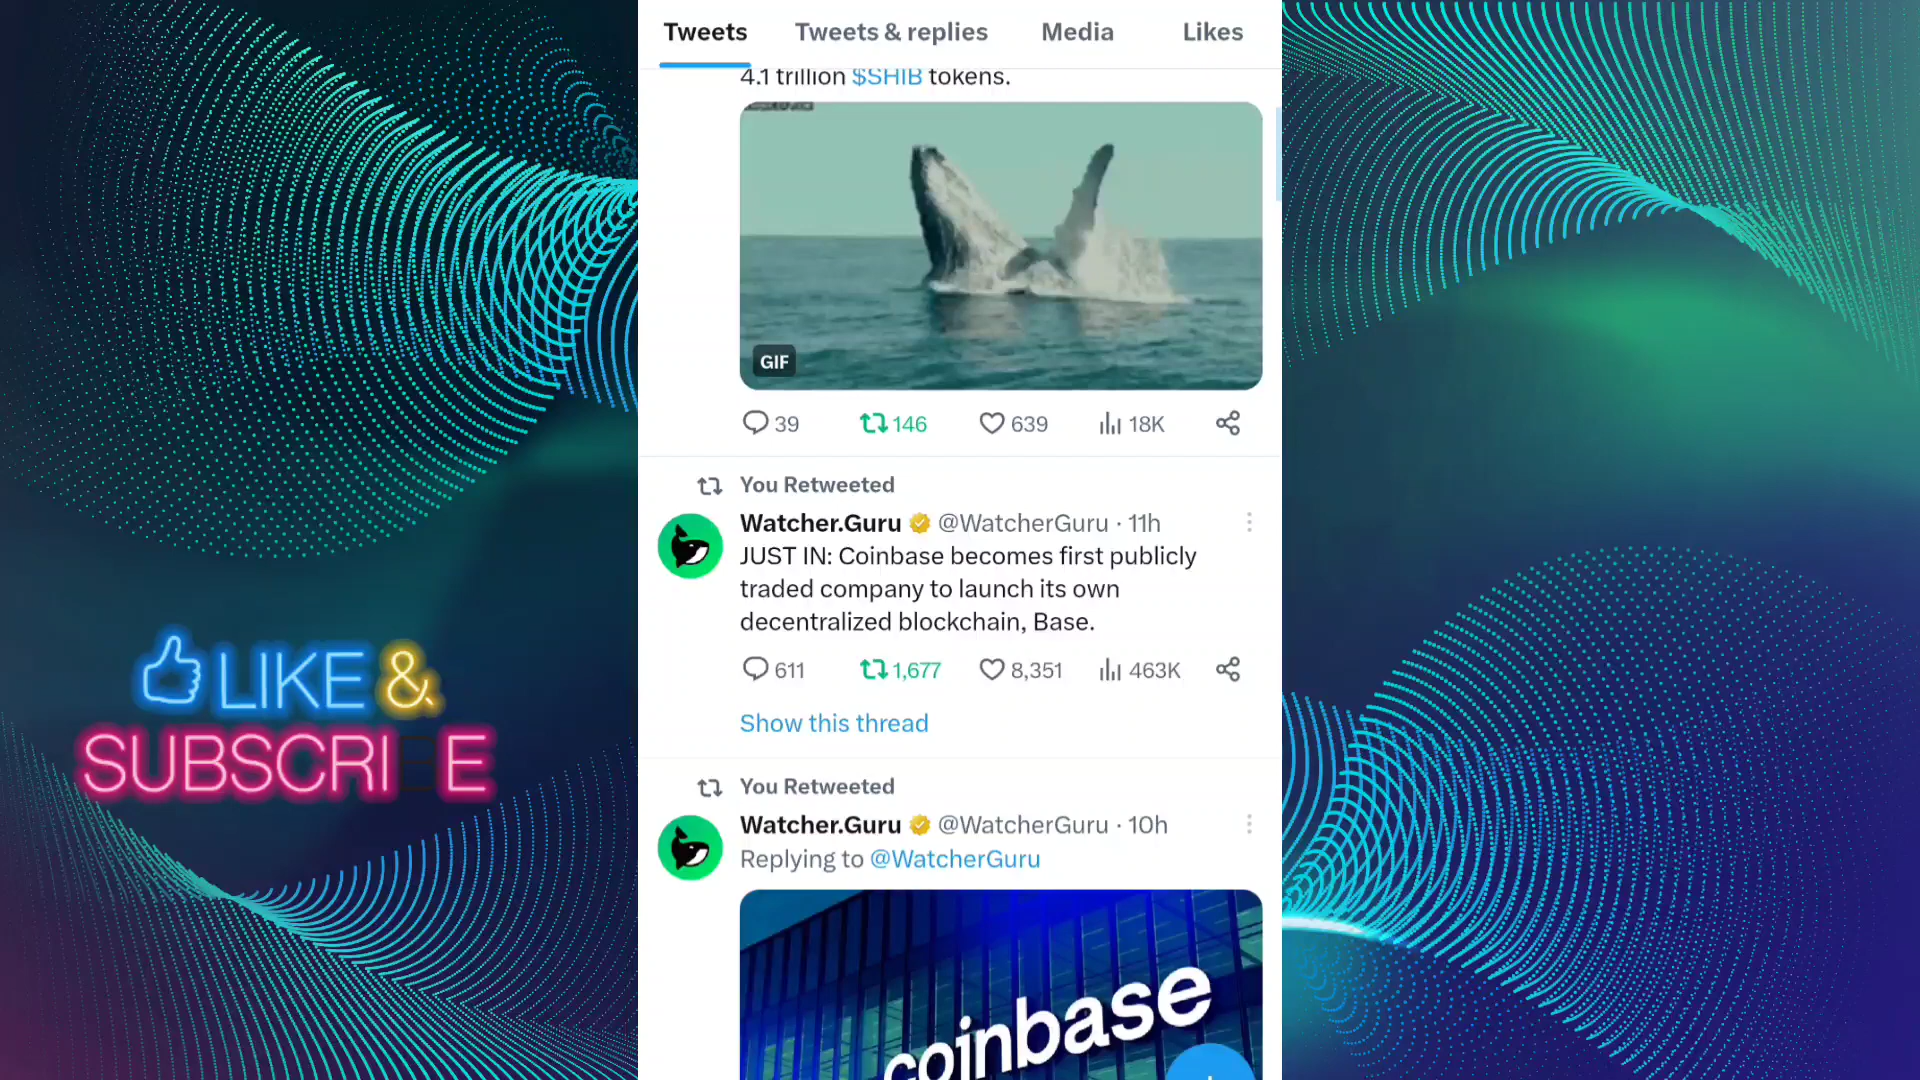 Tweets Tweets & replies Media Likes
4.1 trillion $SHIB tokens.
GIF
39 146 639 18K
You Retweeted
Watcher.Guru @WatcherGuru · 11h
JUST IN: Coinbase becomes first publicly
traded company to launch its own
decentralized blockchain, Base.
611 1,677 8,351 463K
Show this thread
You Retweeted
Watcher.Guru @WatcherGuru · 10h
Replying to @WatcherGuru
coinbase
LIKE &
SUBSCRIBE